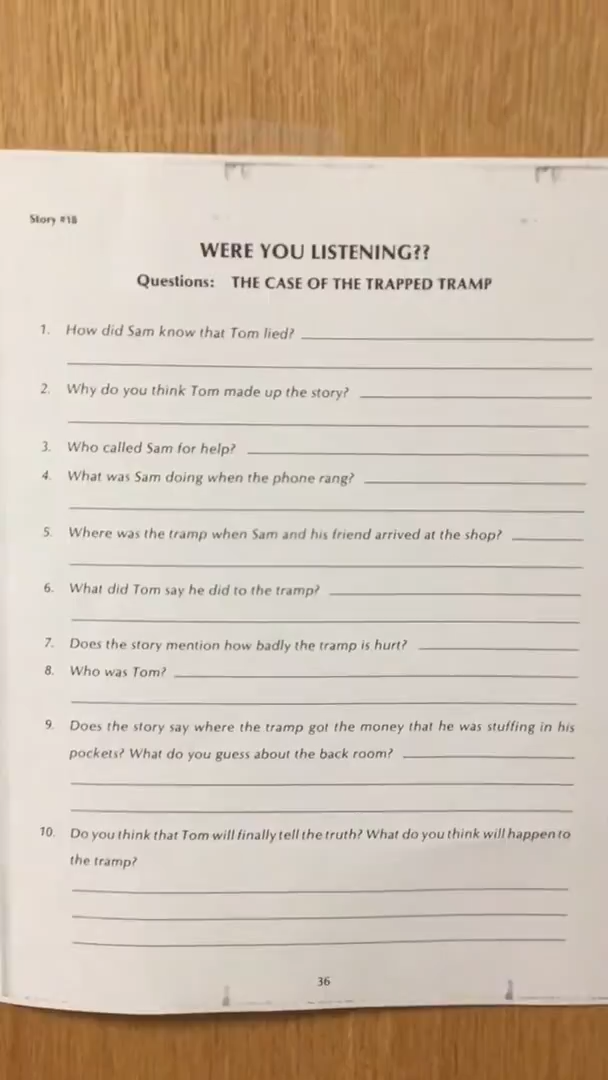 Story #18
WERE YOU LISTENING??
Questions: THE CASE OF THE TRAPPED TRAMP
1. How did Sam know that Tom lied?
2. Why do you think Tom made up the story?
3. Who called Sam for help?
4. What was Sam doing when the phone rang?
5. Where was the tramp when Sam and his friend arrived at the shop?
6. What did Tom say he did to the tramp?
7. Does the story mention how badly the tramp is hurt?
8. Who was Tom?
9. Does the story say where the tramp got the money that he was stuffing in his
pockets? What do you guess about the back room?
10. Do you think that Tom will finally tell the truth? What do you think will happen to
the tramp?
36